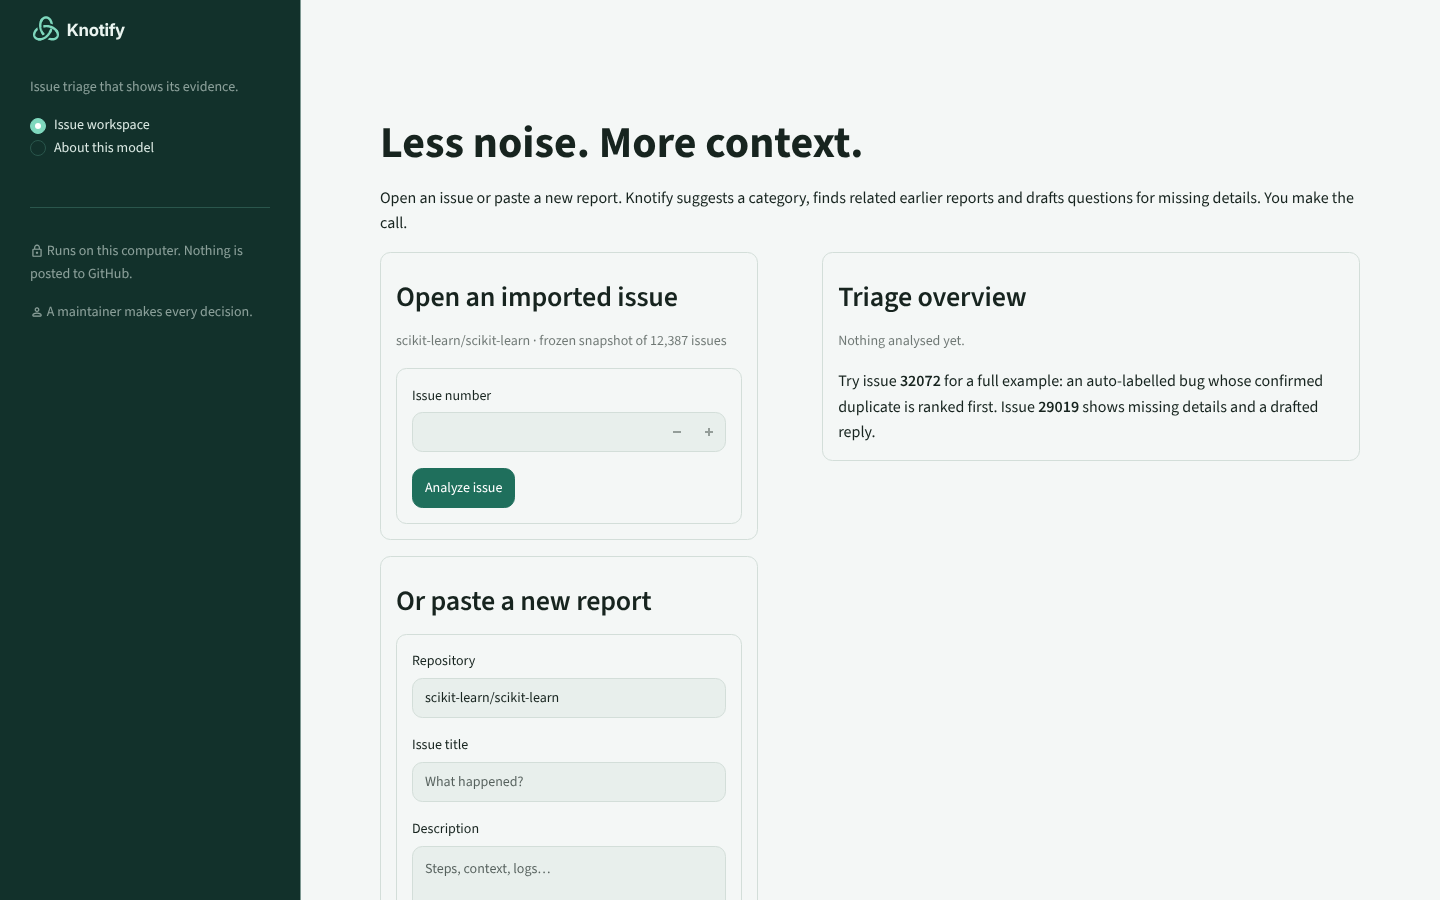 Knotify
Issue triage that shows its evidence.
Issue workspace
About this model
Runs on this computer. Nothing is
posted to GitHub.
A maintainer makes every decision.
Less noise. More context.
Open an issue or paste a new report. Knotify suggests a category, finds related earlier reports and drafts questions for missing details. You make the
call.
Open an imported issue
scikit-learn/scikit-learn · frozen snapshot of 12,387 issues
Issue number
Analyze issue
Or paste a new report
Repository
scikit-learn/scikit-learn
Issue title
What happened?
Description
Steps, context, logs…
Triage overview
Nothing analysed yet.
Try issue 32072 for a full example: an auto-labelled bug whose confirmed
duplicate is ranked first. Issue 29019 shows missing details and a drafted
reply.